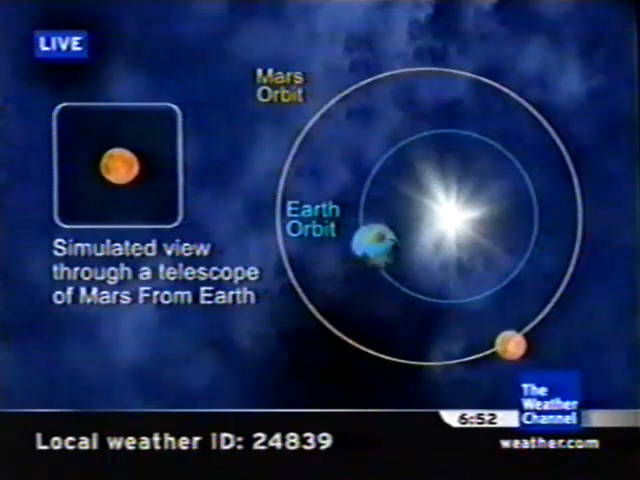 LIVE
Mars
Orbit
Earth
Orbit
Simulated view
through a telescope
of Mars From Earth
The
Weather
Channel
6:52
Local weather ID: 24839
weather.com